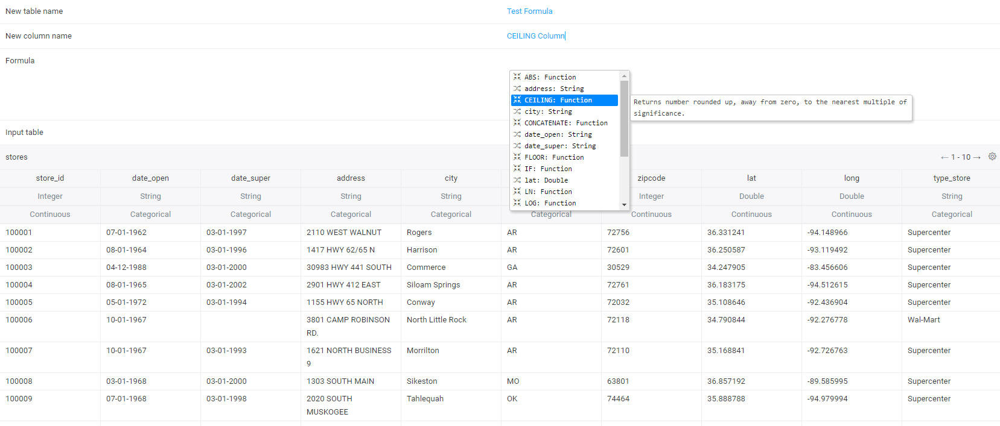 New table name Test Formula
New column name CEILING Column
Formula
ABS: Function
address: String
CEILING: Function
city: String
CONCATENATE: Function
date_open: String
date_super: String
FLOOR: Function
IF: Function
lat: Double
LN: Function
LOG: Function
Returns number rounded up, away from zero, to the nearest multiple of
significance.
Input table
stores ← 1 - 10 →
store_id date_open date_super address city zipcode lat long type_store
Integer String String String String Integer Double Double String
Continuous Categorical Categorical Categorical Categorical Categorical Continuous Continuous Continuous Categorical
100001 07-01-1962 03-01-1997 2110 WEST WALNUT Rogers AR 72756 36.331241 -94.148966 Supercenter
100002 08-01-1964 03-01-1996 1417 HWY 62/65 N Harrison AR 72601 36.250587 -93.119492 Supercenter
100003 04-12-1988 03-01-2000 30983 HWY 441 SOUTH Commerce GA 30529 34.247905 -83.456606 Supercenter
100004 08-01-1965 03-01-2002 2901 HWY 412 EAST Siloam Springs AR 72761 36.183175 -94.512615 Supercenter
100005 05-01-1972 03-01-1994 1155 HWY 65 NORTH Conway AR 72032 35.108646 -92.436904 Supercenter
100006 10-01-1967 3801 CAMP ROBINSON North Little Rock AR 72118 34.790844 -92.276778 Wal-Mart
RD.
100007 10-01-1967 03-01-1993 1621 NORTH BUSINESS Morrilton AR 72110 35.168841 -92.726763 Supercenter
9
100008 03-01-1968 03-01-2000 1303 SOUTH MAIN Sikeston MO 63801 36.857192 -89.585995 Supercenter
100009 07-01-1968 03-01-1998 2020 SOUTH Tahlequah OK 74464 35.888788 -94.979994 Supercenter
MUSKOGEE